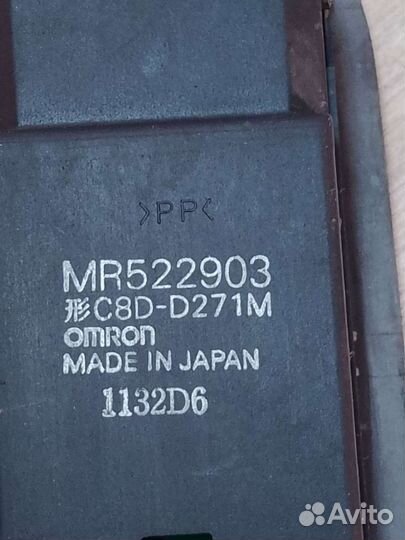 >PP<
MR522903
形C8D-D271M
omron
MADE IN JAPAN
1132D6
Avito